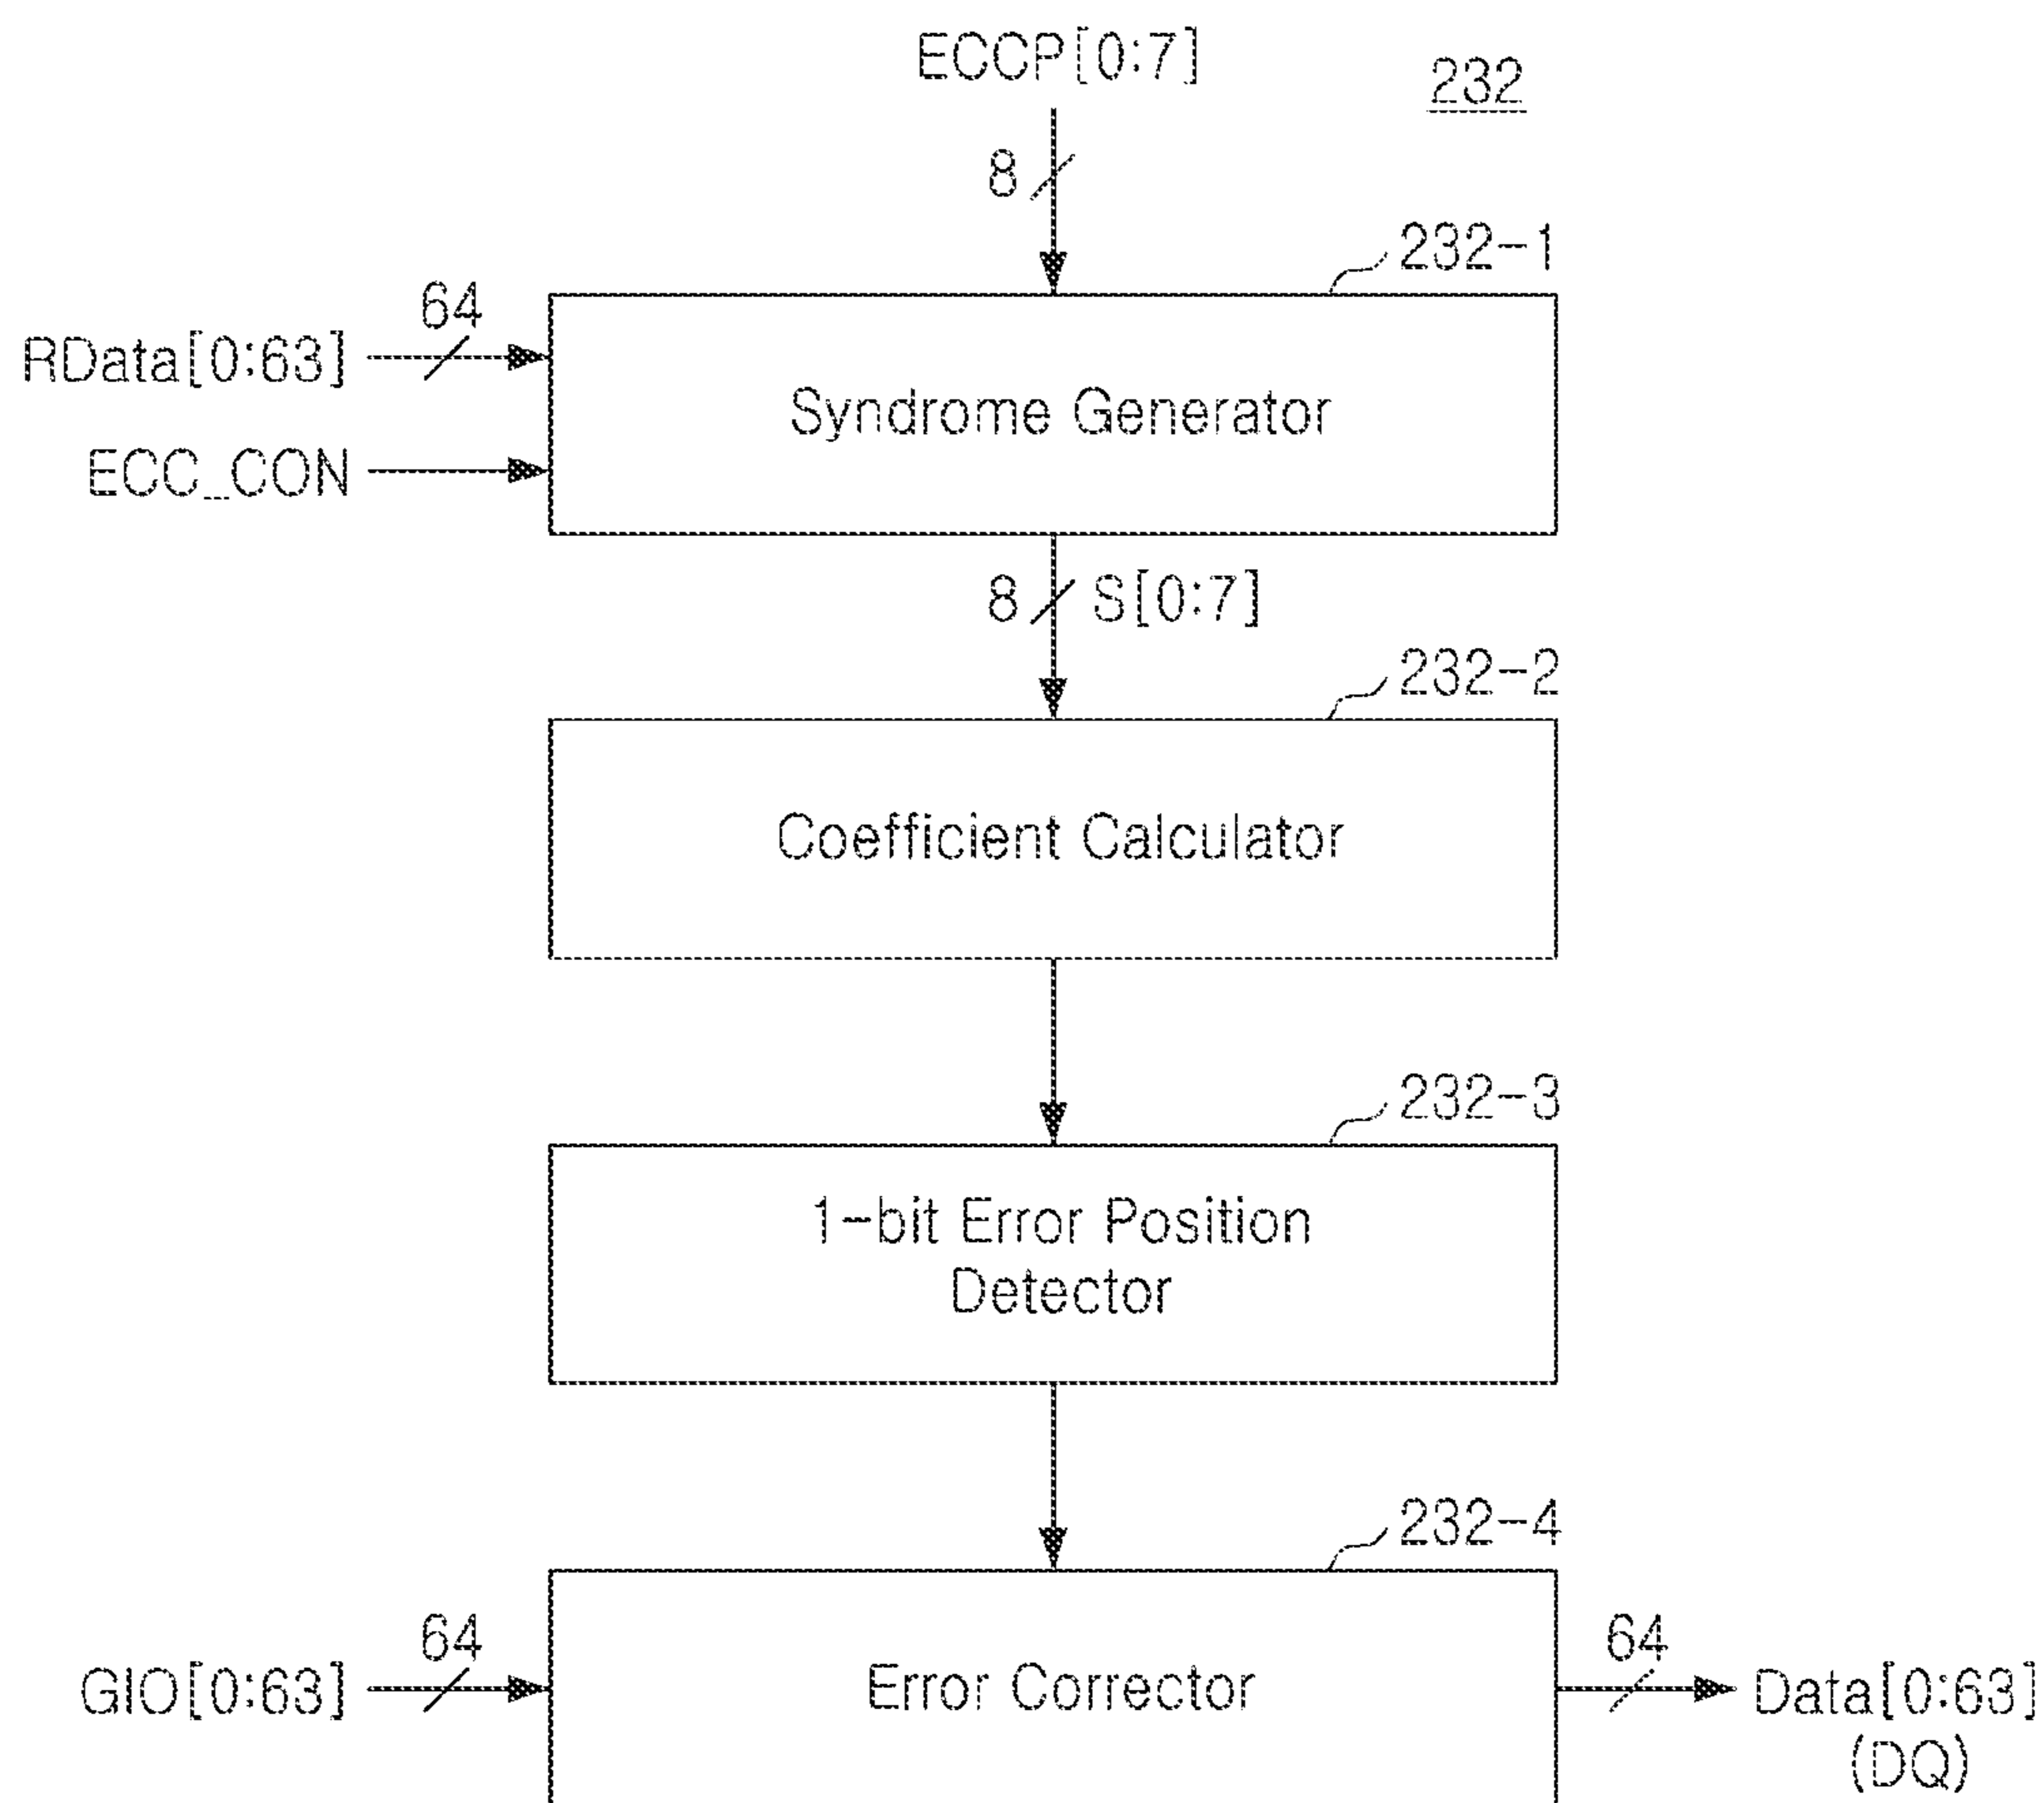 ECCP[0:7]
232
8
232-1
64
RData[0:63]
Syndrome Generator
ECC_CON
8
S[0:7]
232-2
Coefficient Calculator
232-3
1-bit Error Position
Detector
232-4
64
GIO[0:63]
Error Corrector
64
Data[0:63]
(DQ)